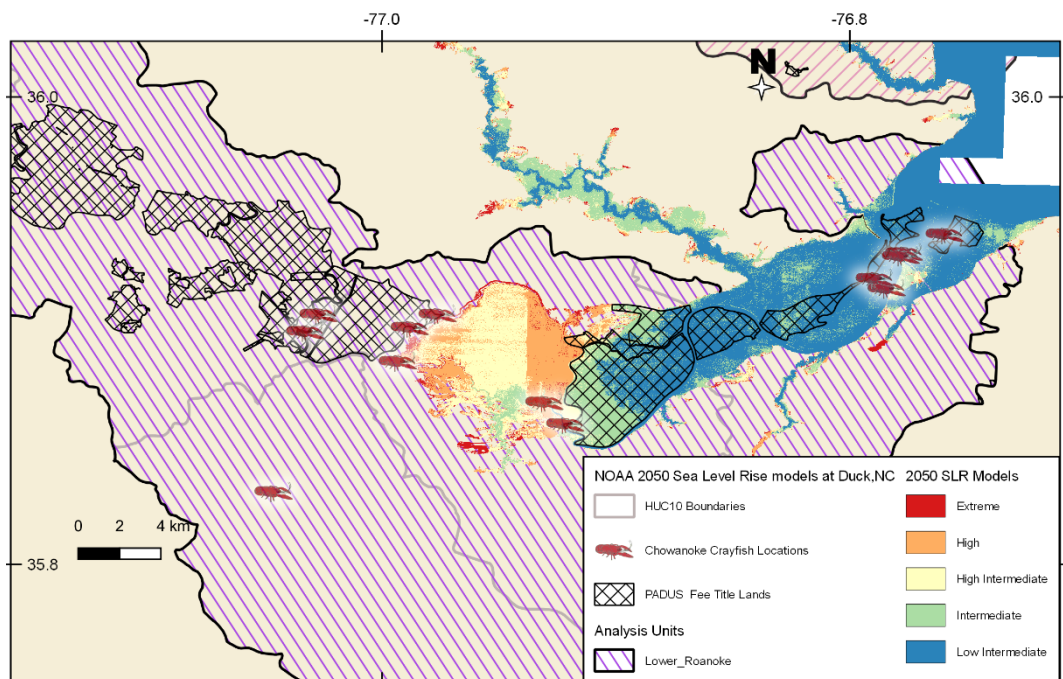 -77.0
-76.8
N
36.0
36.0
0 2 4 km
35.8
NOAA 2050 Sea Level Rise models at Duck,NC
HUC10 Boundaries
Chowanoke Crayfish Locations
PADUS Fee Title Lands
Analysis Units
Lower_Roanoke
2050 SLR Models
Extreme
High
High Intermediate
Intermediate
Low Intermediate